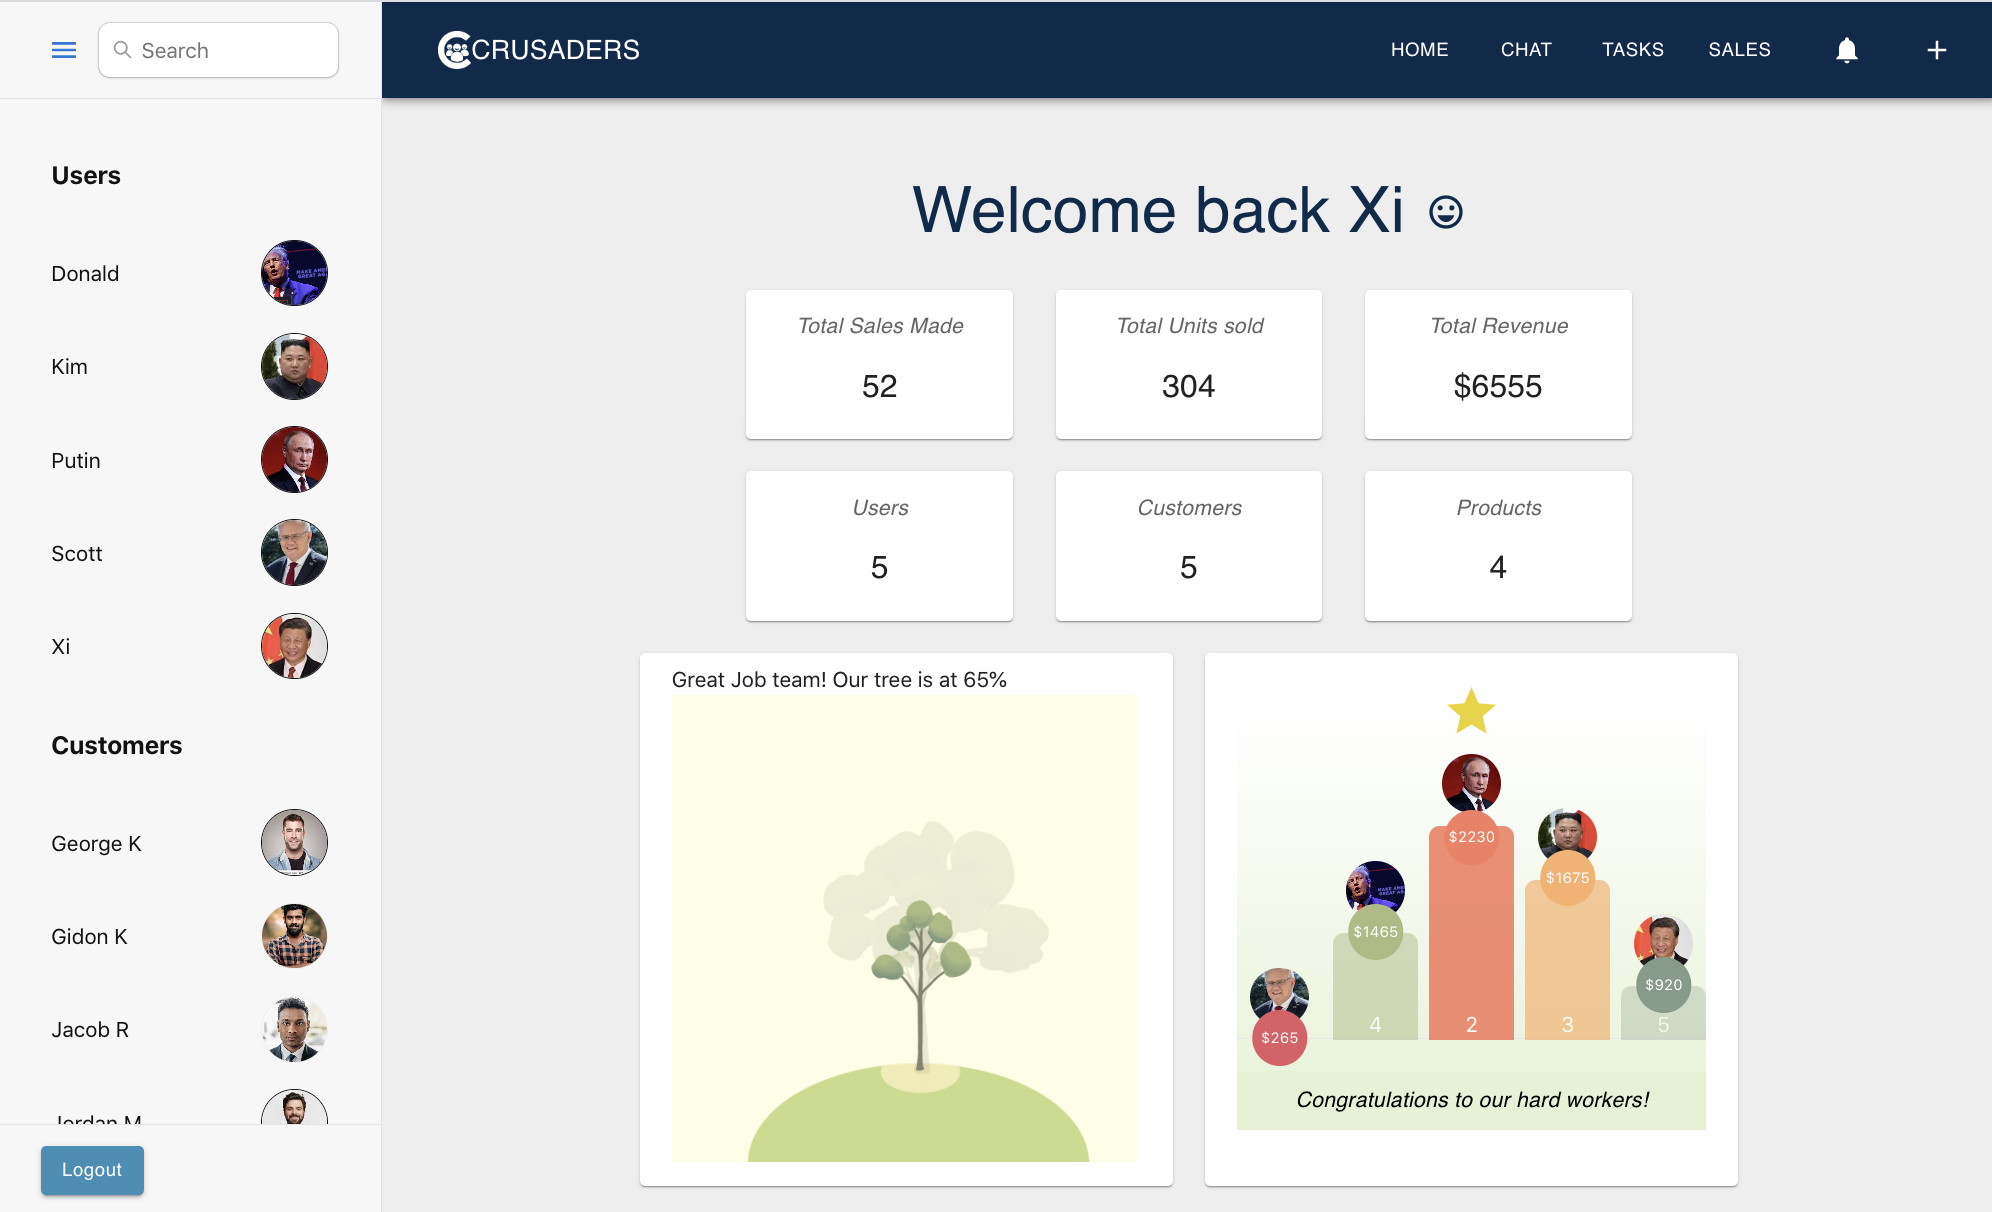 Search
CRUSADERS
HOME
CHAT
TASKS
SALES
Users
Donald
Kim
Putin
Scott
Xi
Customers
George K
Gidon K
Jacob R
Jordan M
Logout
Welcome back Xi
Total Sales Made
52
Total Units sold
304
Total Revenue
$6555
Users
5
Customers
5
Products
4
Great Job team! Our tree is at 65%
$265
$1465
4
$2230
2
$1675
3
$920
5
Congratulations to our hard workers!